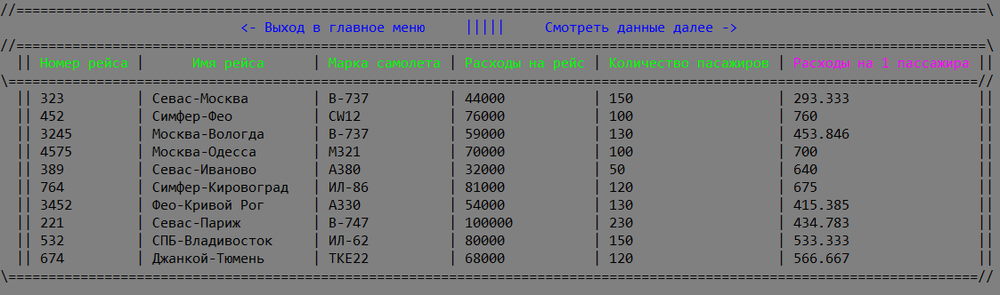 //=========================================================================================================================\
<- Выход в главное меню ||||| Смотреть данные далее ->
//=========================================================================================================================\
|| Номер рейса | Имя рейса | Марка самолета | Расходы на рейс | Количество пасажиров | Расходы на 1 пассажира ||
\=========================================================================================================================//
|| 323 | Севас-Москва | В-737 | 44000 | 150 | 293.333 ||
|| 452 | Симфер-Фео | CW12 | 76000 | 100 | 760 ||
|| 3245 | Москва-Вологда | В-737 | 59000 | 130 | 453.846 ||
|| 4575 | Москва-Одесса | М321 | 70000 | 100 | 700 ||
|| 389 | Севас-Иваново | А380 | 32000 | 50 | 640 ||
|| 764 | Симфер-Кировоград | ИЛ-86 | 81000 | 120 | 675 ||
|| 3452 | Фео-Кривой Рог | А330 | 54000 | 130 | 415.385 ||
|| 221 | Севас-Париж | В-747 | 100000 | 230 | 434.783 ||
|| 532 | СПБ-Владивосток | ИЛ-62 | 80000 | 150 | 533.333 ||
|| 674 | Джанкой-Тюмень | ТКЕ22 | 68000 | 120 | 566.667 ||
\=========================================================================================================================//